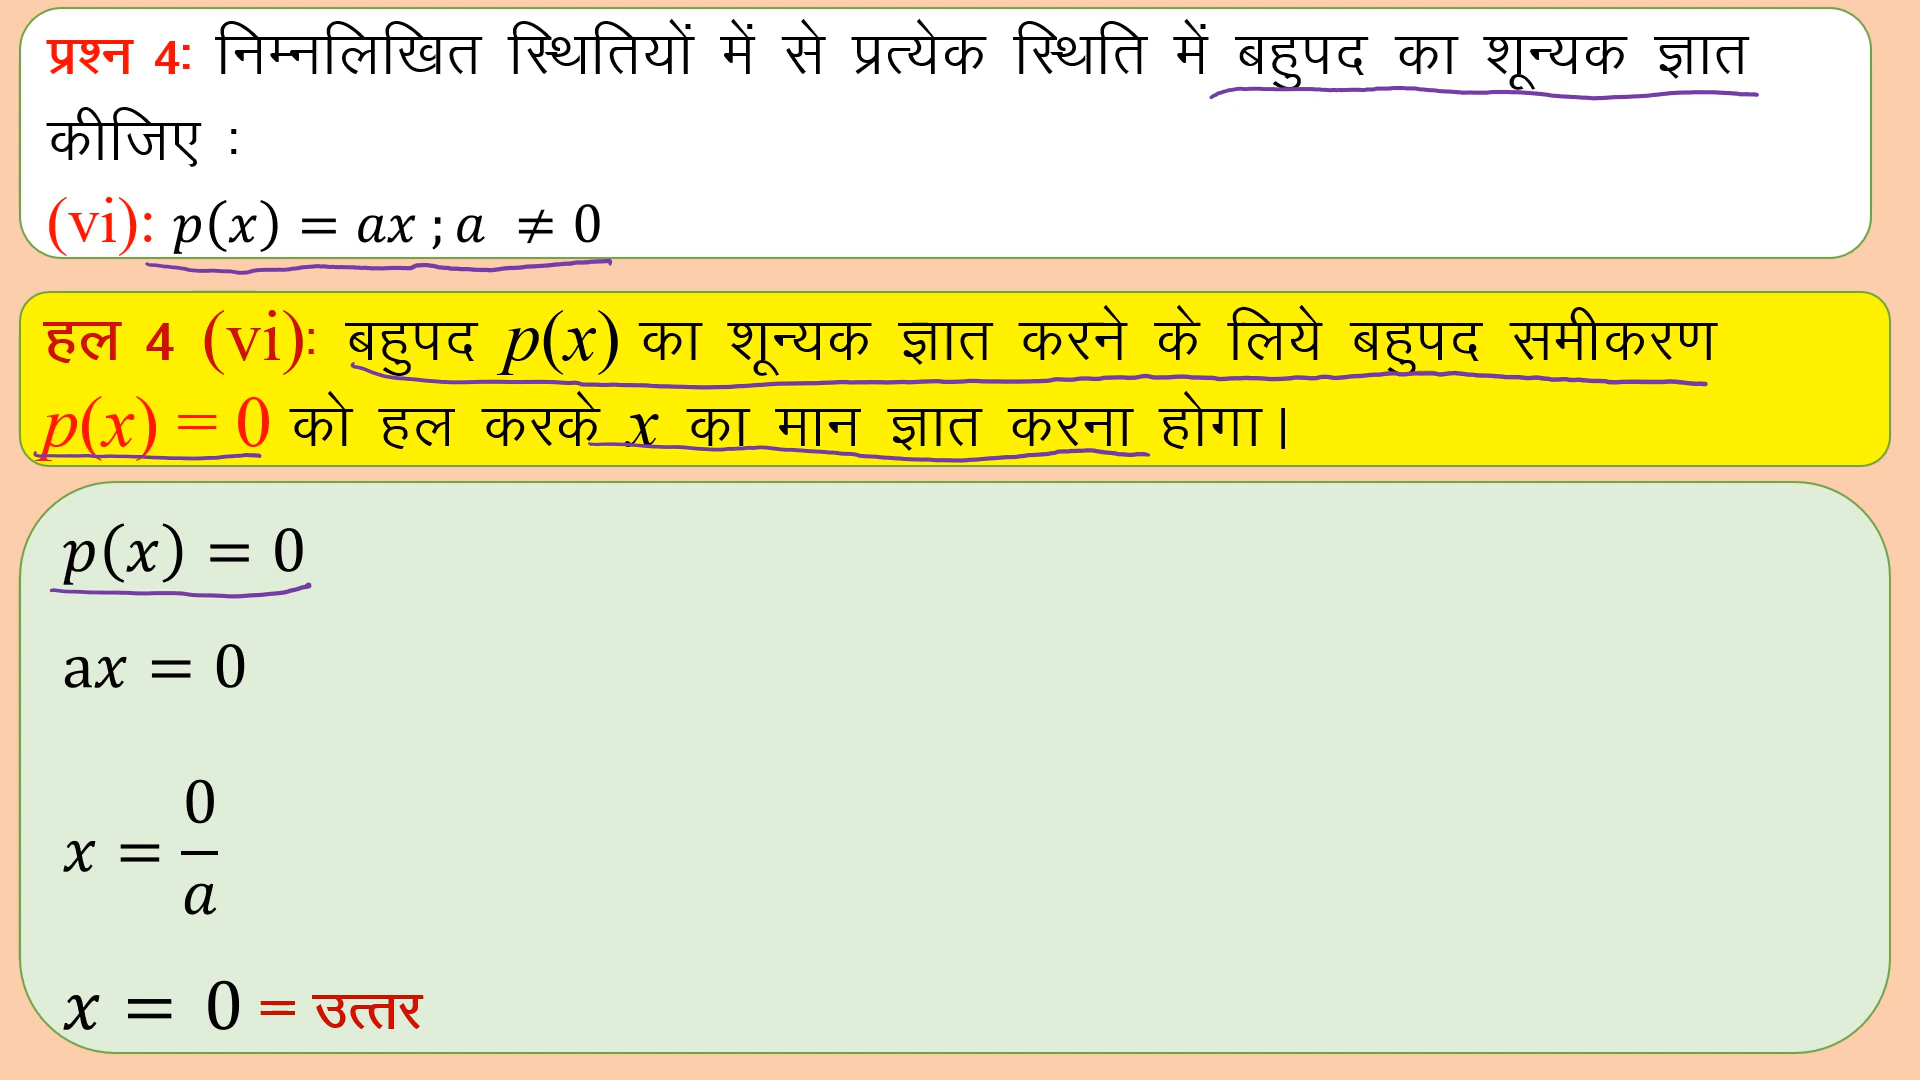 प्रश्न 4: निम्नलिखित स्थितियों में से प्रत्येक स्थिति में बहुपद का शून्यक ज्ञात
कीजिए :
(vi): p(x) = ax ; a ≠ 0
हल 4 (vi): बहुपद p(x) का शून्यक ज्ञात करने के लिये बहुपद समीकरण
p(x) = 0 को हल करके x का मान ज्ञात करना होगा।
p(x) = 0
ax = 0
x = 0/a
x = 0 = उत्तर